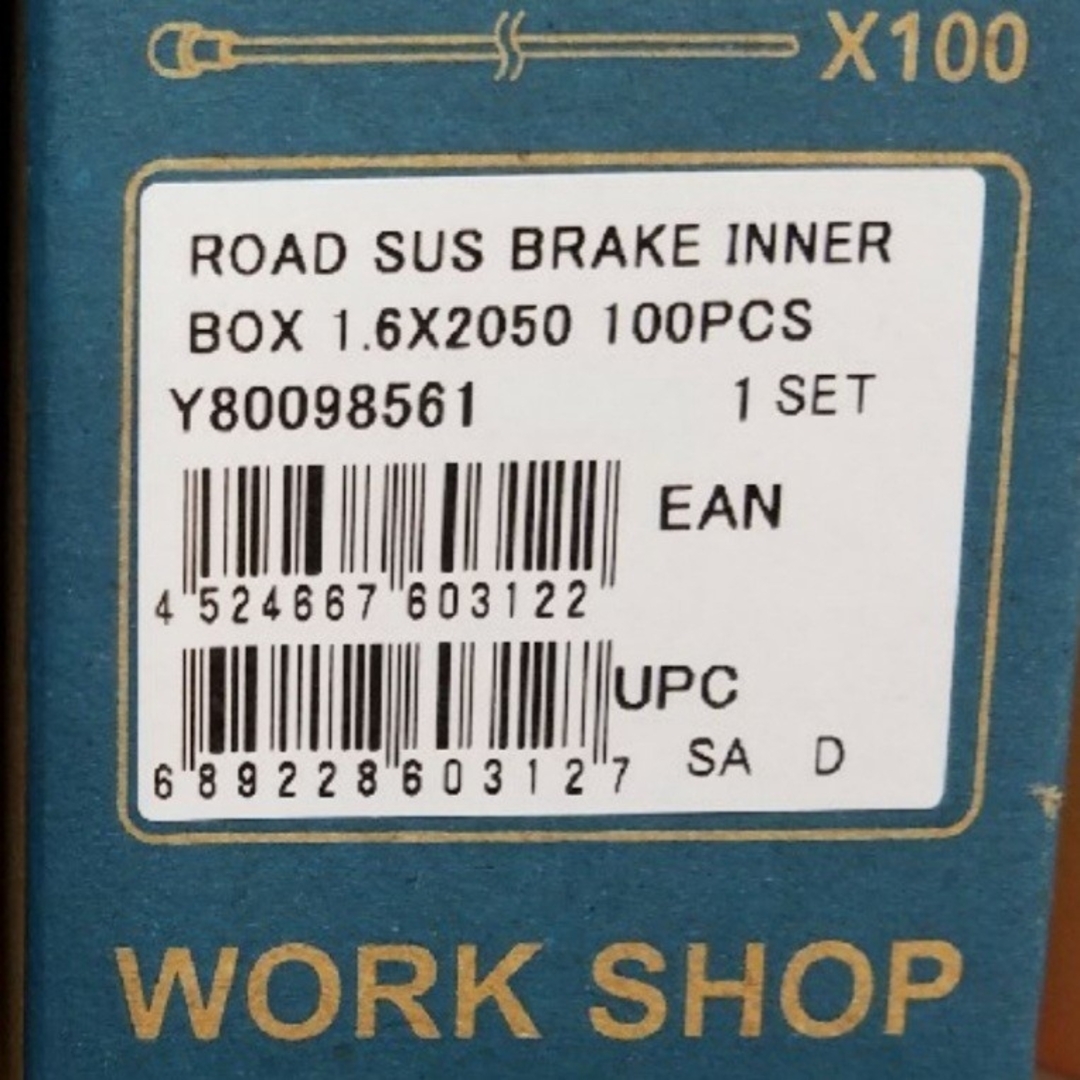 X100
ROAD SUS BRAKE INNER
BOX 1.6X2050 100PCS
Y80098561 1 SET
EAN
4 524667 603122
UPC
6 89228 60312 7
SA D
WORK SHOP